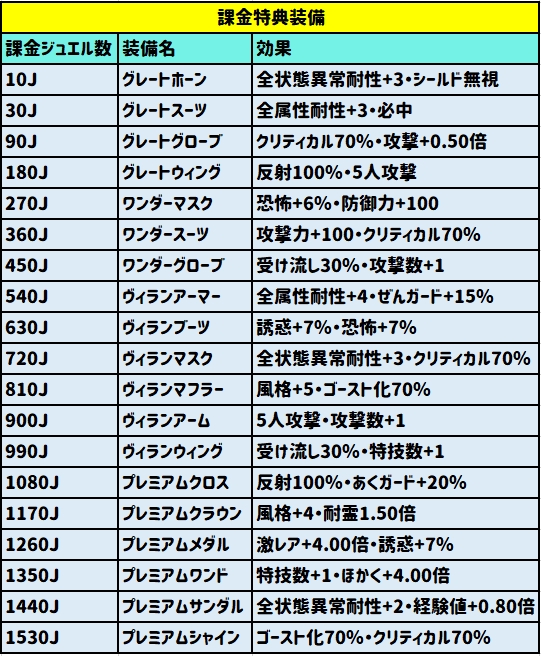 課金特典装備
課金ジュエル数 装備名 効果
10J グレートホーン 全状態異常耐性+3・シールド無視
30J グレートスーツ 全属性耐性+3・必中
90J グレートグローブ クリティカル70%・攻撃+0.50倍
180J グレートウィング 反射100%・5人攻撃
270J ワンダーマスク 恐怖+6%・防御力+100
360J ワンダースーツ 攻撃力+100・クリティカル70%
450J ワンダーグローブ 受け流し30%・攻撃数+1
540J ヴィランアーマー 全属性耐性+4・ぜんガード+15%
630J ヴィランブーツ 誘惑+7%・恐怖+7%
720J ヴィランマスク 全状態異常耐性+3・クリティカル70%
810J ヴィランマフラー 風格+5・ゴースト化70%
900J ヴィランアーム 5人攻撃・攻撃数+1
990J ヴィランウィング 受け流し30%・特技数+1
1080J プレミアムクロス 反射100%・あくガード+20%
1170J プレミアムクラウン 風格+4・耐霊1.50倍
1260J プレミアムメダル 激レア+4.00倍・誘惑+7%
1350J プレミアムワンド 特技数+1・ほかく+4.00倍
1440J プレミアムサンダル 全状態異常耐性+2・経験値+0.80倍
1530J プレミアムシャイン ゴースト化70%・クリティカル70%